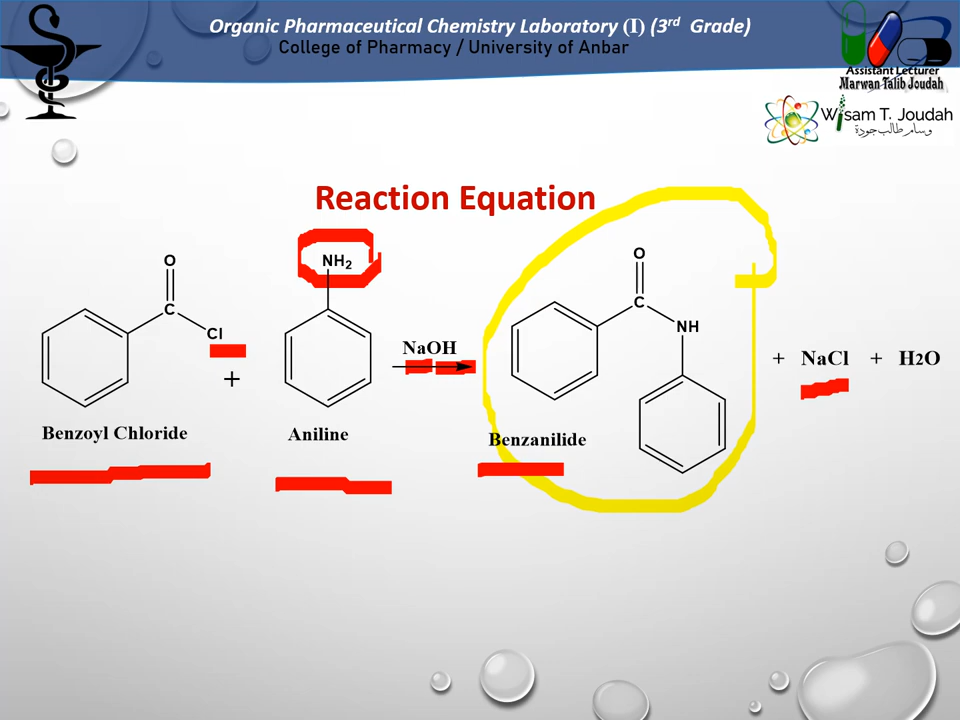 Organic Pharmaceutical Chemistry Laboratory (I) (3rd Grade)
College of Pharmacy / University of Anbar
Assistant Lecturer
Marwan Talib Joudah
Wisam T. Joudah
وسام طالب جودة
Reaction Equation
O
C
Cl
+
NH2
NaOH
O
C
NH
+ NaCl + H2O
Benzoyl Chloride
Aniline
Benzanilide